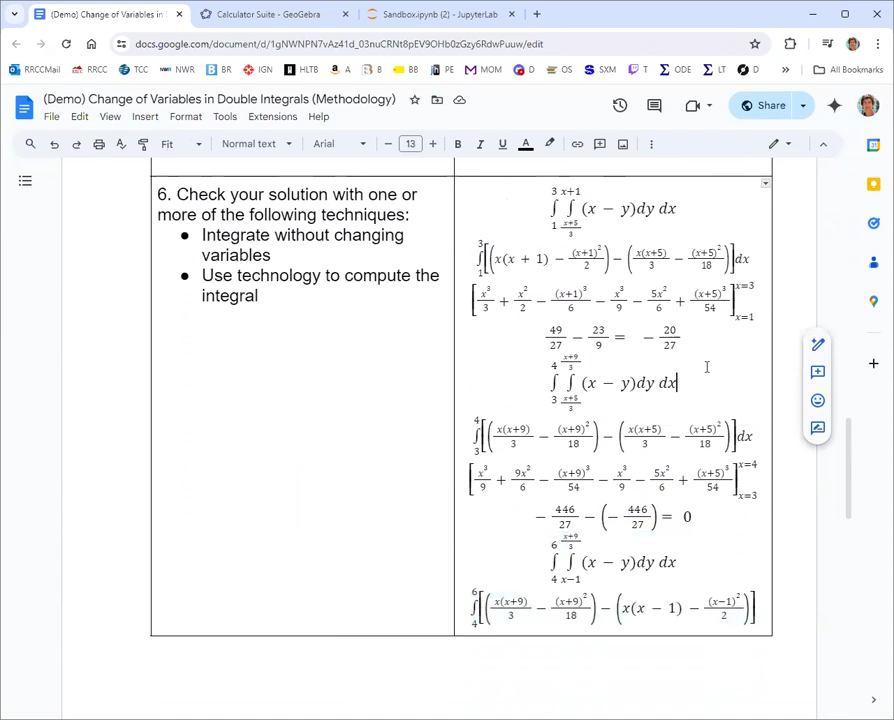 (Demo) Change of Variables in D
Calculator Suite - GeoGebra
Sandbox.ipynb (2) - JupyterLab
docs.google.com/document/d/1gNWNPN7vAz41d_03nuCRNt8pEV9OHb0zGzy6RdwPuuw/edit
RRCCMail RRCC TCC NWR BR IGN HLTB A B BB PE MOM D OS SXM T ODE LT D » All Bookmarks
(Demo) Change of Variables in Double Integrals (Methodology)
File Edit View Insert Format Tools Extensions Help
Share
Fit Normal text Arial − 13 + B I U A
6. Check your solution with one or
more of the following techniques:
● Integrate without changing
variables
● Use technology to compute the
integral
∫_1^3 ∫_{(x+5)/3}^{x+1} (x − y)dy dx
∫_1^3 [(x(x + 1) − (x+1)^2/2) − (x(x+5)/3 − (x+5)^2/18)]dx
[x^3/3 + x^2/2 − (x+1)^3/6 − x^3/9 − 5x^2/6 + (x+5)^3/54]_{x=1}^{x=3}
49/27 − 23/9 = − 20/27
∫_3^4 ∫_{(x+5)/3}^{(x+9)/3} (x − y)dy dx
∫_3^4 [(x(x+9)/3 − (x+9)^2/18) − (x(x+5)/3 − (x+5)^2/18)]dx
[x^3/9 + 9x^2/6 − (x+9)^3/54 − x^3/9 − 5x^2/6 + (x+5)^3/54]_{x=3}^{x=4}
− 446/27 − (− 446/27) = 0
∫_4^6 ∫_{x−1}^{(x+9)/3} (x − y)dy dx
∫_4^6 [(x(x+9)/3 − (x+9)^2/18) − (x(x − 1) − (x−1)^2/2)]